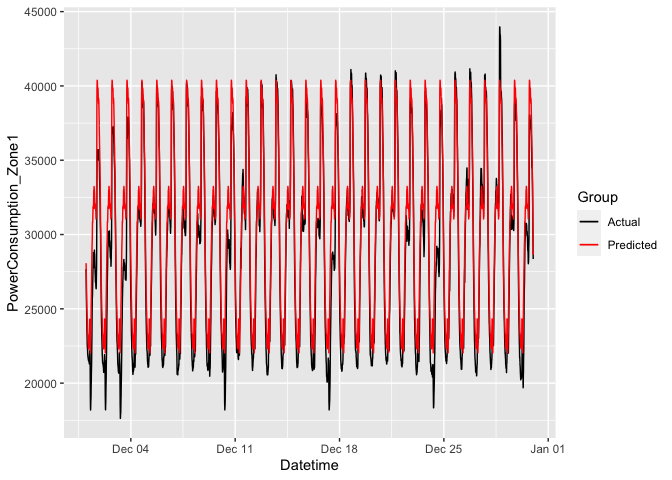 45000
40000
35000
30000
25000
20000
PowerConsumption_Zone1
Dec 04
Dec 11
Dec 18
Dec 25
Jan 01
Datetime
Group
Actual
Predicted